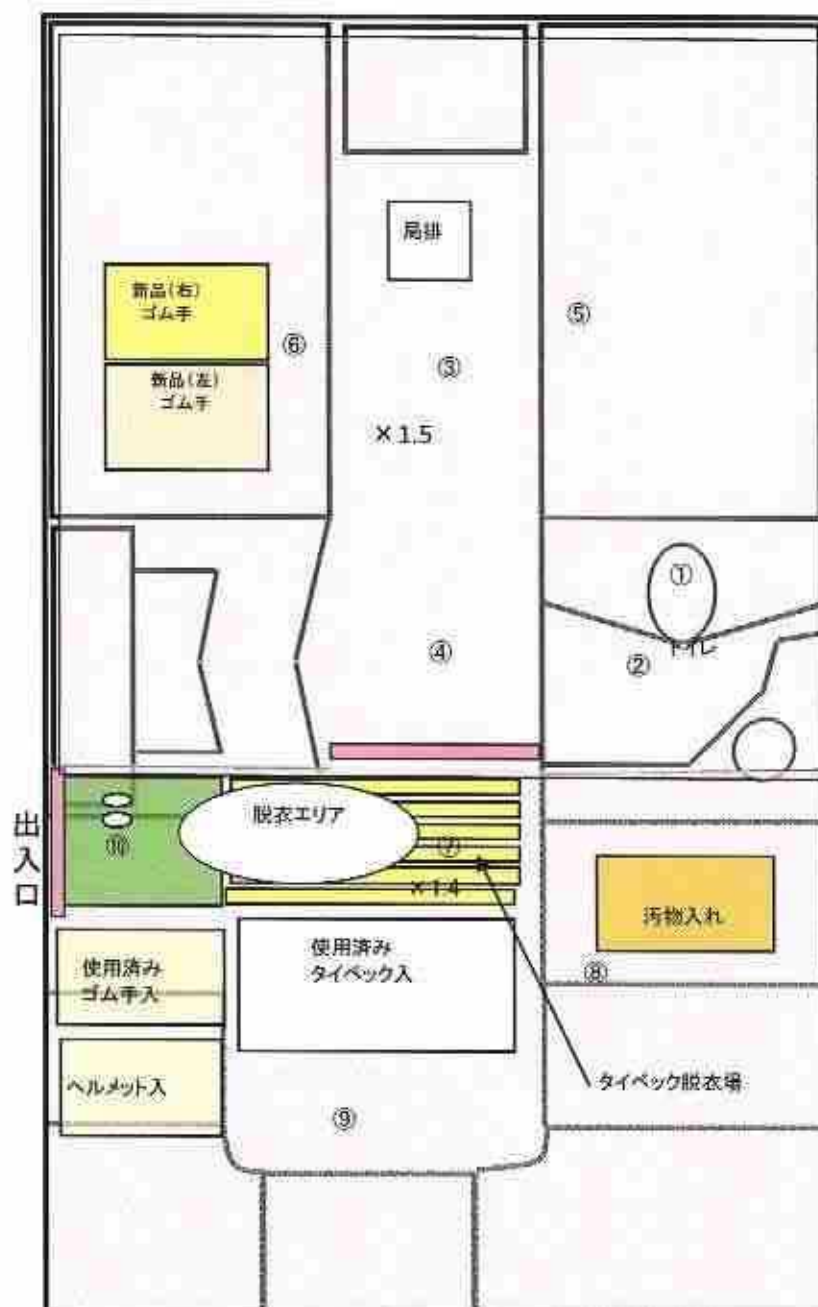 局排
新品(右)
ゴム手
⑥
⑤
③
新品(左)
ゴム手
×1.5
①
④
②
トイレ
出入口
脱衣エリア
⑩
⑦
×1.4
汚物入れ
使用済み
ゴム手入
使用済み
タイベック入
⑧
ヘルメット入
タイベック脱衣場
⑨